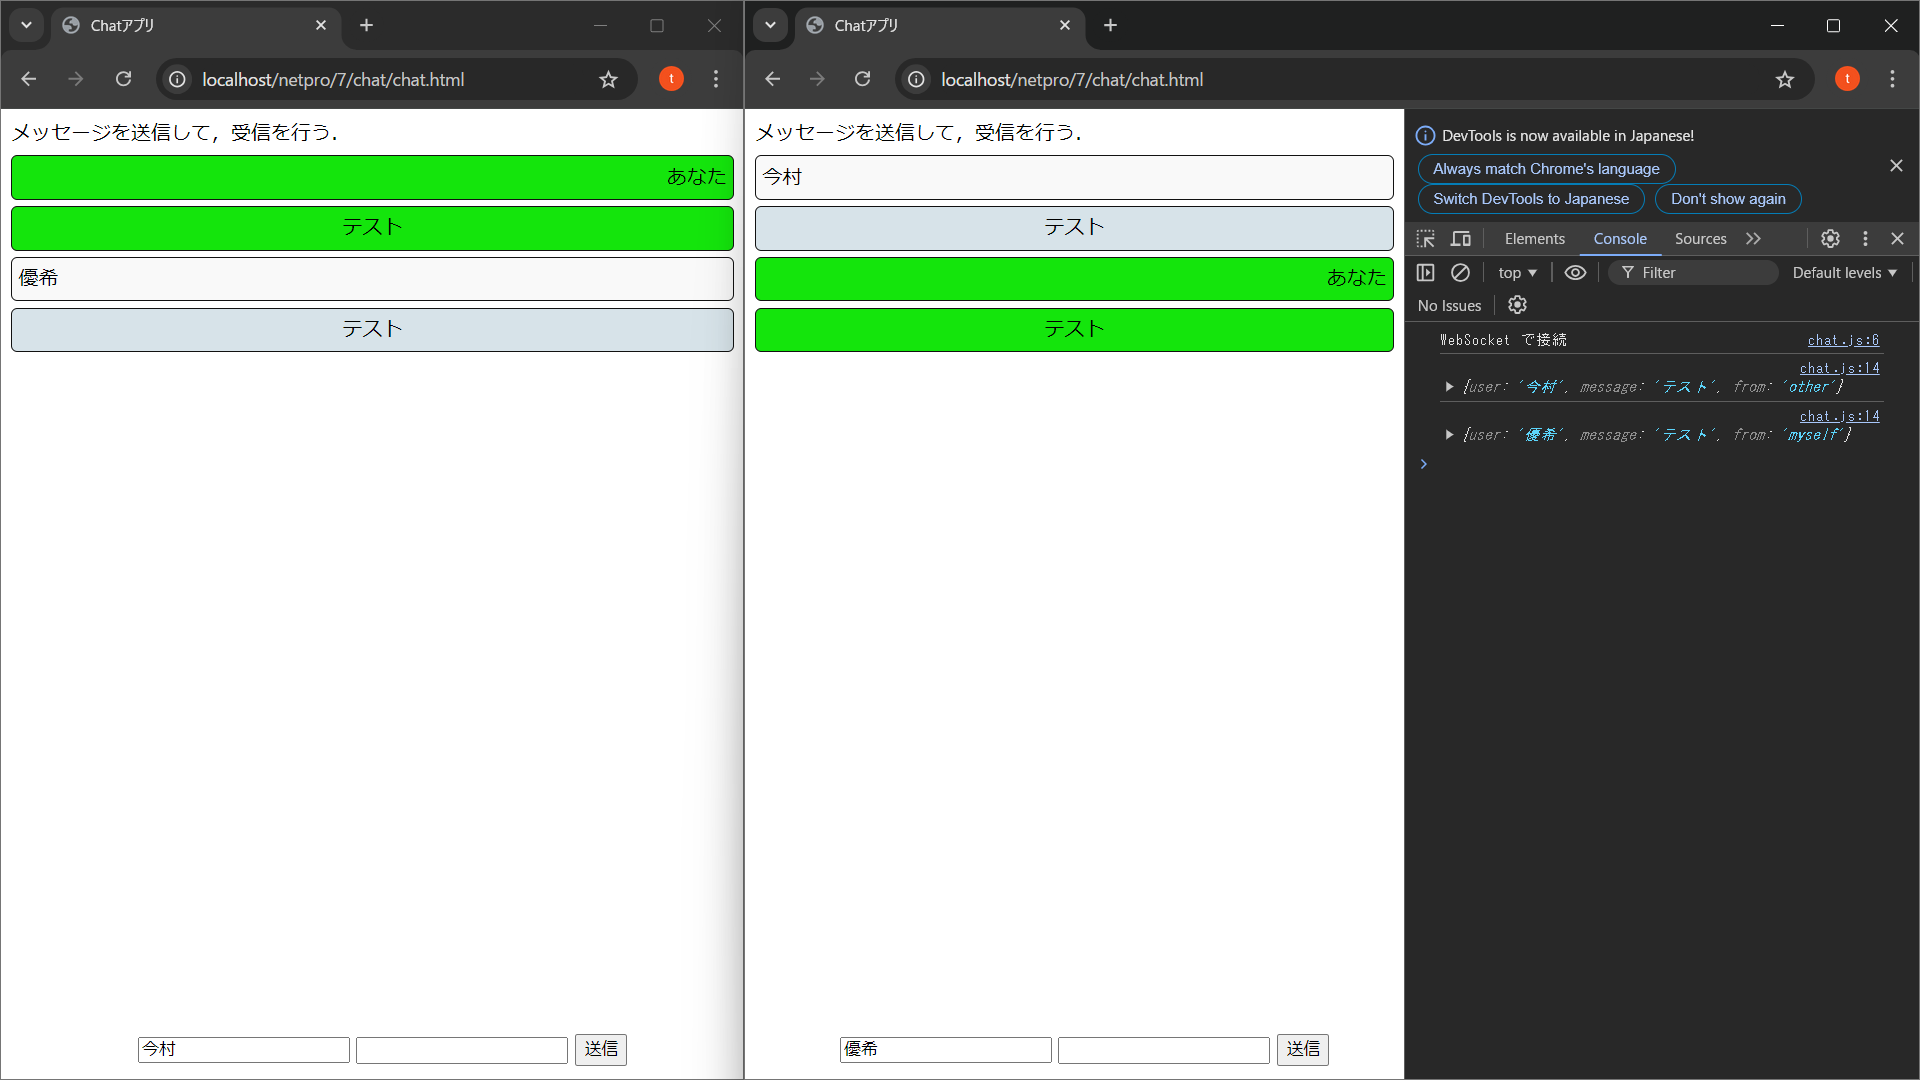 Chatアプリ
localhost/netpro/7/chat/chat.html
t
メッセージを送信して，受信を行う．
あなた
テスト
優希
テスト
今村
送信
Chatアプリ
localhost/netpro/7/chat/chat.html
t
メッセージを送信して，受信を行う．
今村
テスト
あなた
テスト
優希
送信
DevTools is now available in Japanese!
Always match Chrome's language
Switch DevTools to Japanese
Don't show again
Elements
Console
Sources
top
Filter
Default levels
No Issues
WebSocket で接続
chat.js:6
chat.js:14
{user: '今村', message: 'テスト', from: 'other'}
chat.js:14
{user: '優希', message: 'テスト', from: 'myself'}